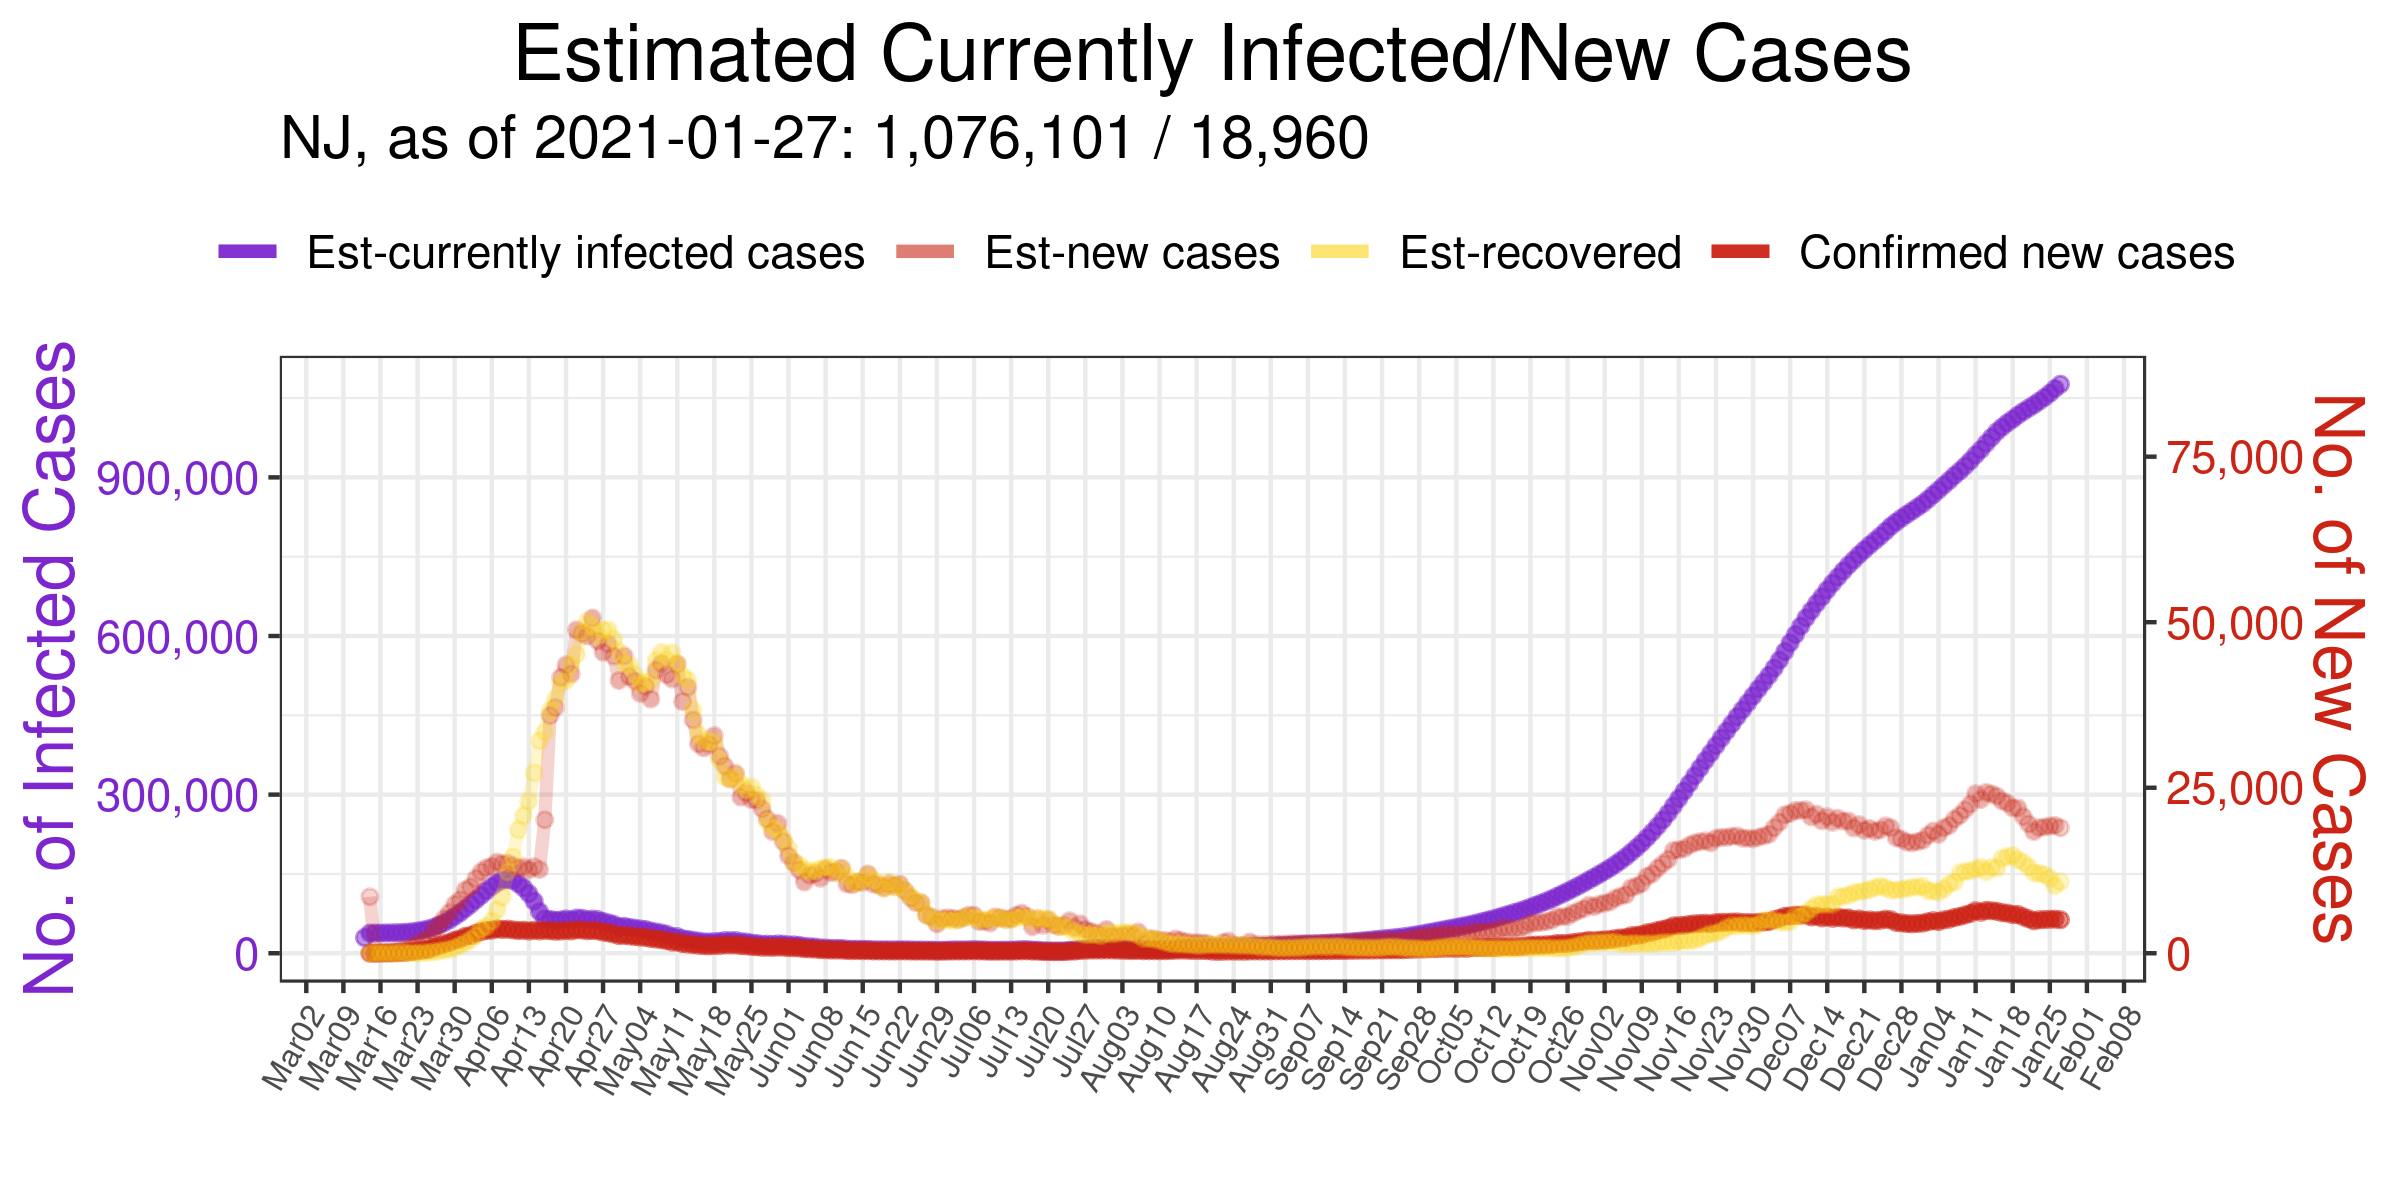 Estimated Currently Infected/New Cases
NJ, as of 2021-01-27: 1,076,101 / 18,960
Est-currently infected cases Est-new cases Est-recovered Confirmed new cases
No. of Infected Cases
900,000
600,000
300,000
0
75,000
50,000
25,000
0
No. of New Cases
Mar02 Mar09 Mar16 Mar23 Mar30 Apr06 Apr13 Apr20 Apr27 May04 May11 May18 May25 Jun01 Jun08 Jun15 Jun22 Jun29 Jul06 Jul13 Jul20 Jul27 Aug03 Aug10 Aug17 Aug24 Aug31 Sep07 Sep14 Sep21 Sep28 Oct05 Oct12 Oct19 Oct26 Nov02 Nov09 Nov16 Nov23 Nov30 Dec07 Dec14 Dec21 Dec28 Jan04 Jan11 Jan18 Jan25 Feb01 Feb08